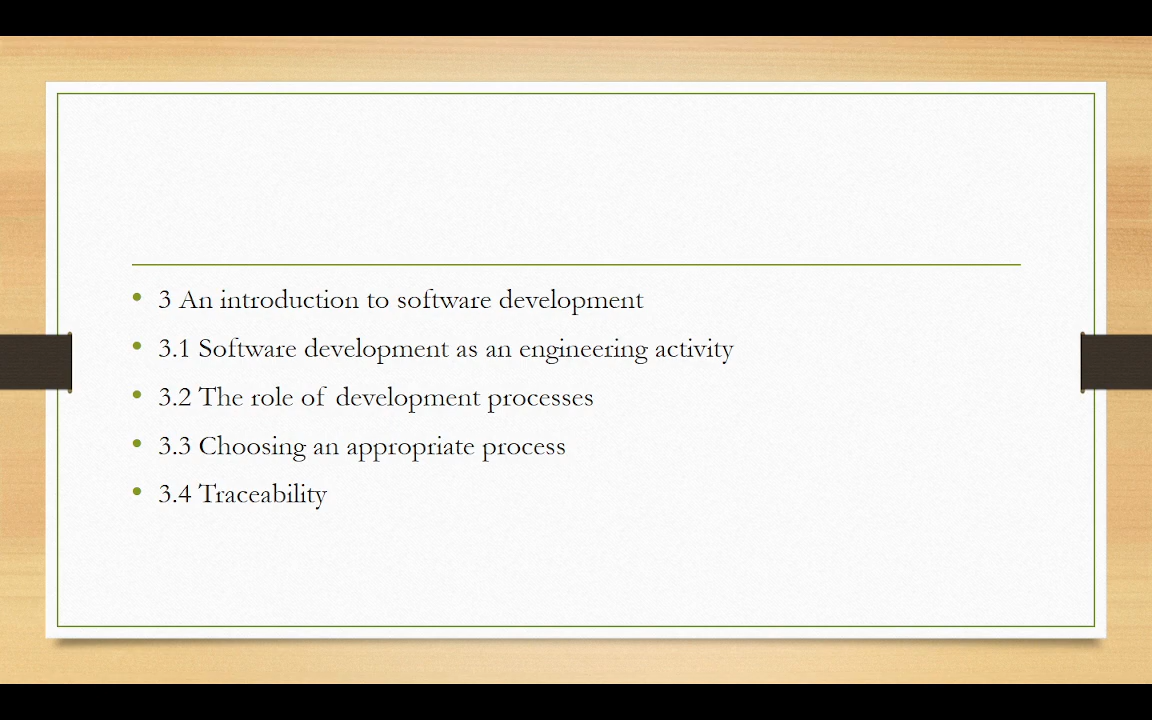 3 An introduction to software development
3.1 Software development as an engineering activity
3.2 The role of development processes
3.3 Choosing an appropriate process
3.4 Traceability